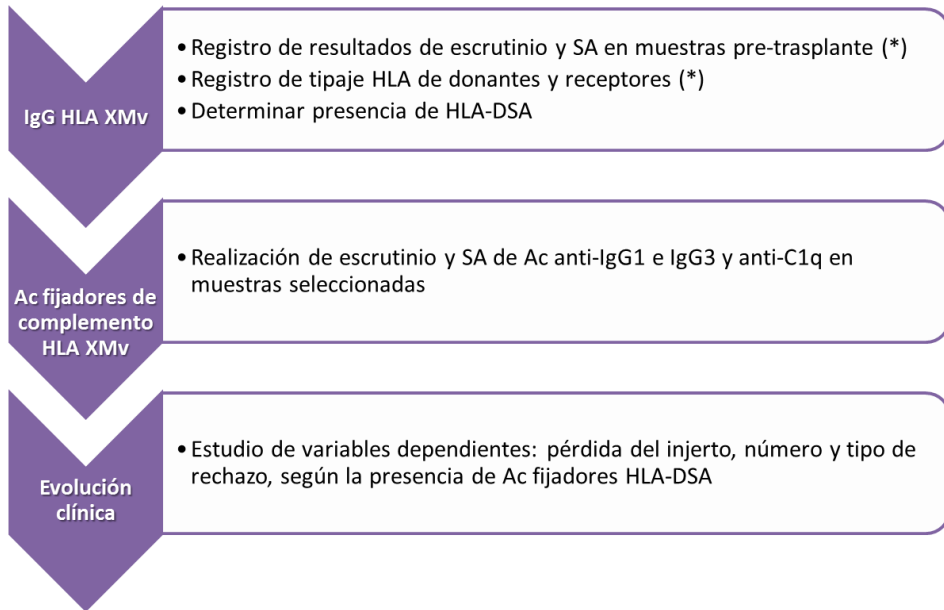 IgG HLA XMv
• Registro de resultados de escrutinio y SA en muestras pre-trasplante (*)
• Registro de tipaje HLA de donantes y receptores (*)
• Determinar presencia de HLA-DSA
Ac fijadores de
complemento
HLA XMv
• Realización de escrutinio y SA de Ac anti-IgG1 e IgG3 y anti-C1q en
muestras seleccionadas
Evolución
clínica
• Estudio de variables dependientes: pérdida del injerto, número y tipo de
rechazo, según la presencia de Ac fijadores HLA-DSA